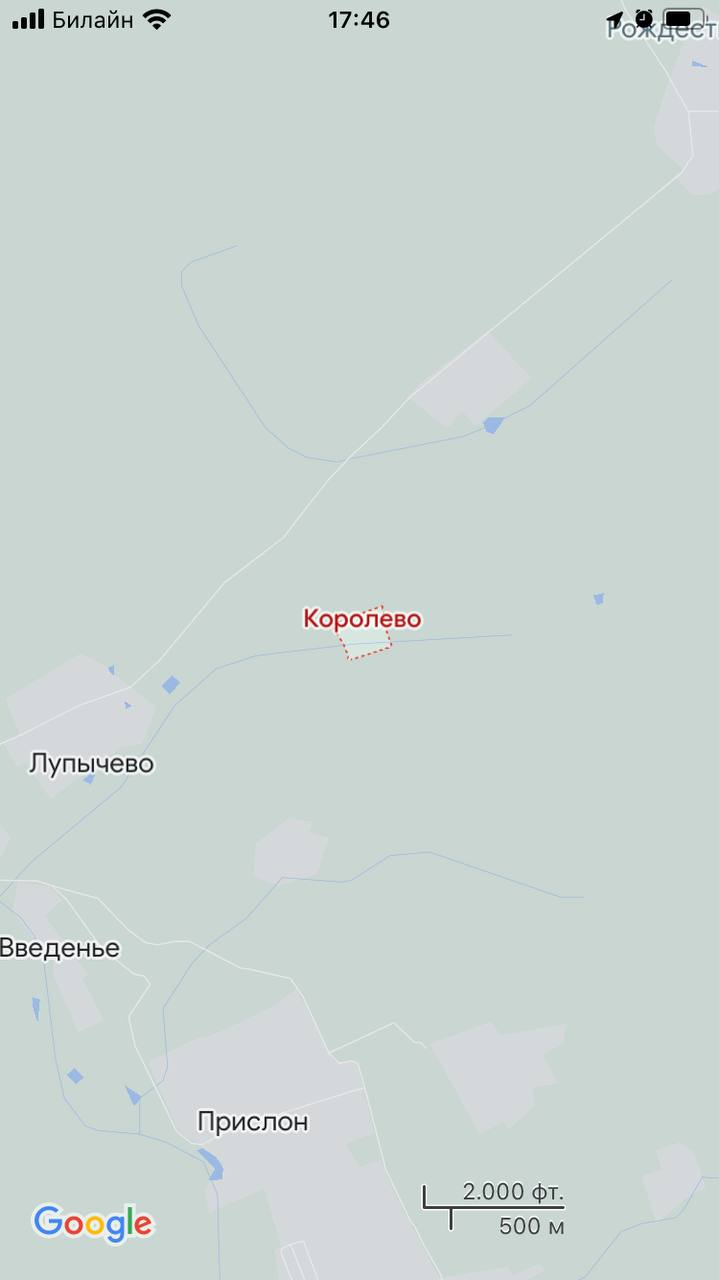 Билайн 17:46
Рождест
Королево
Лупычево
Введенье
Прислон
2.000 фт.
500 м
Google